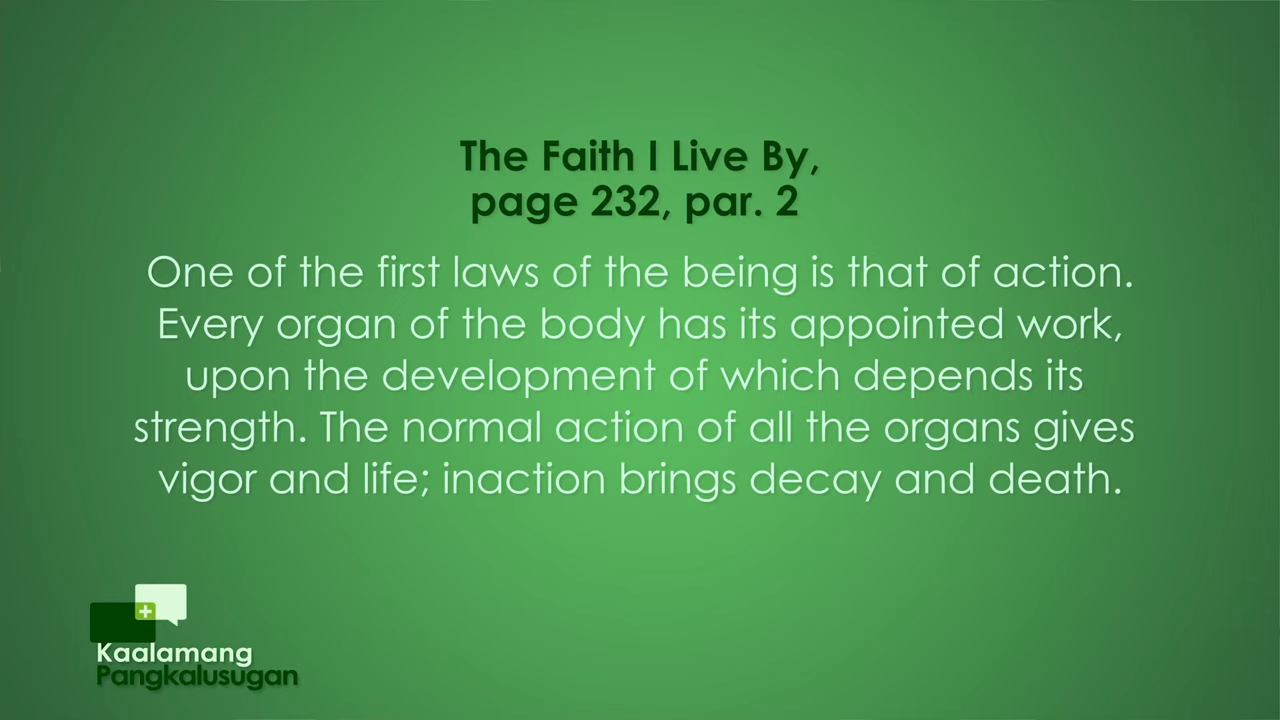 The Faith I Live By,
page 232, par. 2
One of the first laws of the being is that of action.
Every organ of the body has its appointed work,
upon the development of which depends its
strength. The normal action of all the organs gives
vigor and life; inaction brings decay and death.
Kaalamang
Pangkalusugan